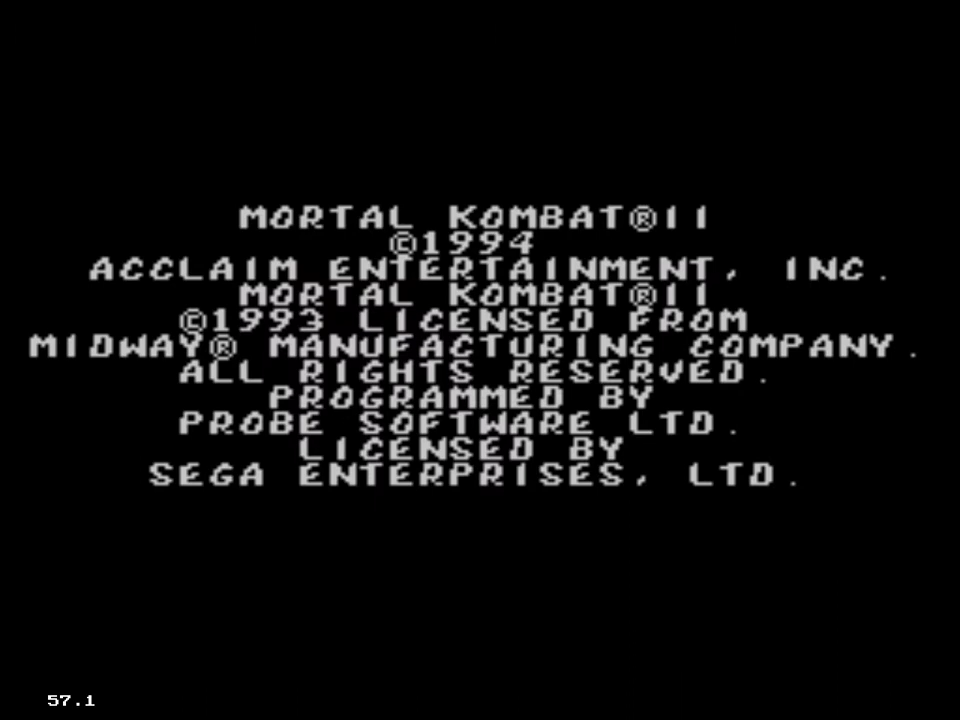 MORTAL KOMBAT®II
©1994
ACCLAIM ENTERTAINMENT, INC.
MORTAL KOMBAT®II
©1993 LICENSED FROM
MIDWAY® MANUFACTURING COMPANY.
ALL RIGHTS RESERVED.
PROGRAMMED BY
PROBE SOFTWARE LTD.
LICENSED BY
SEGA ENTERPRISES, LTD.
57.1